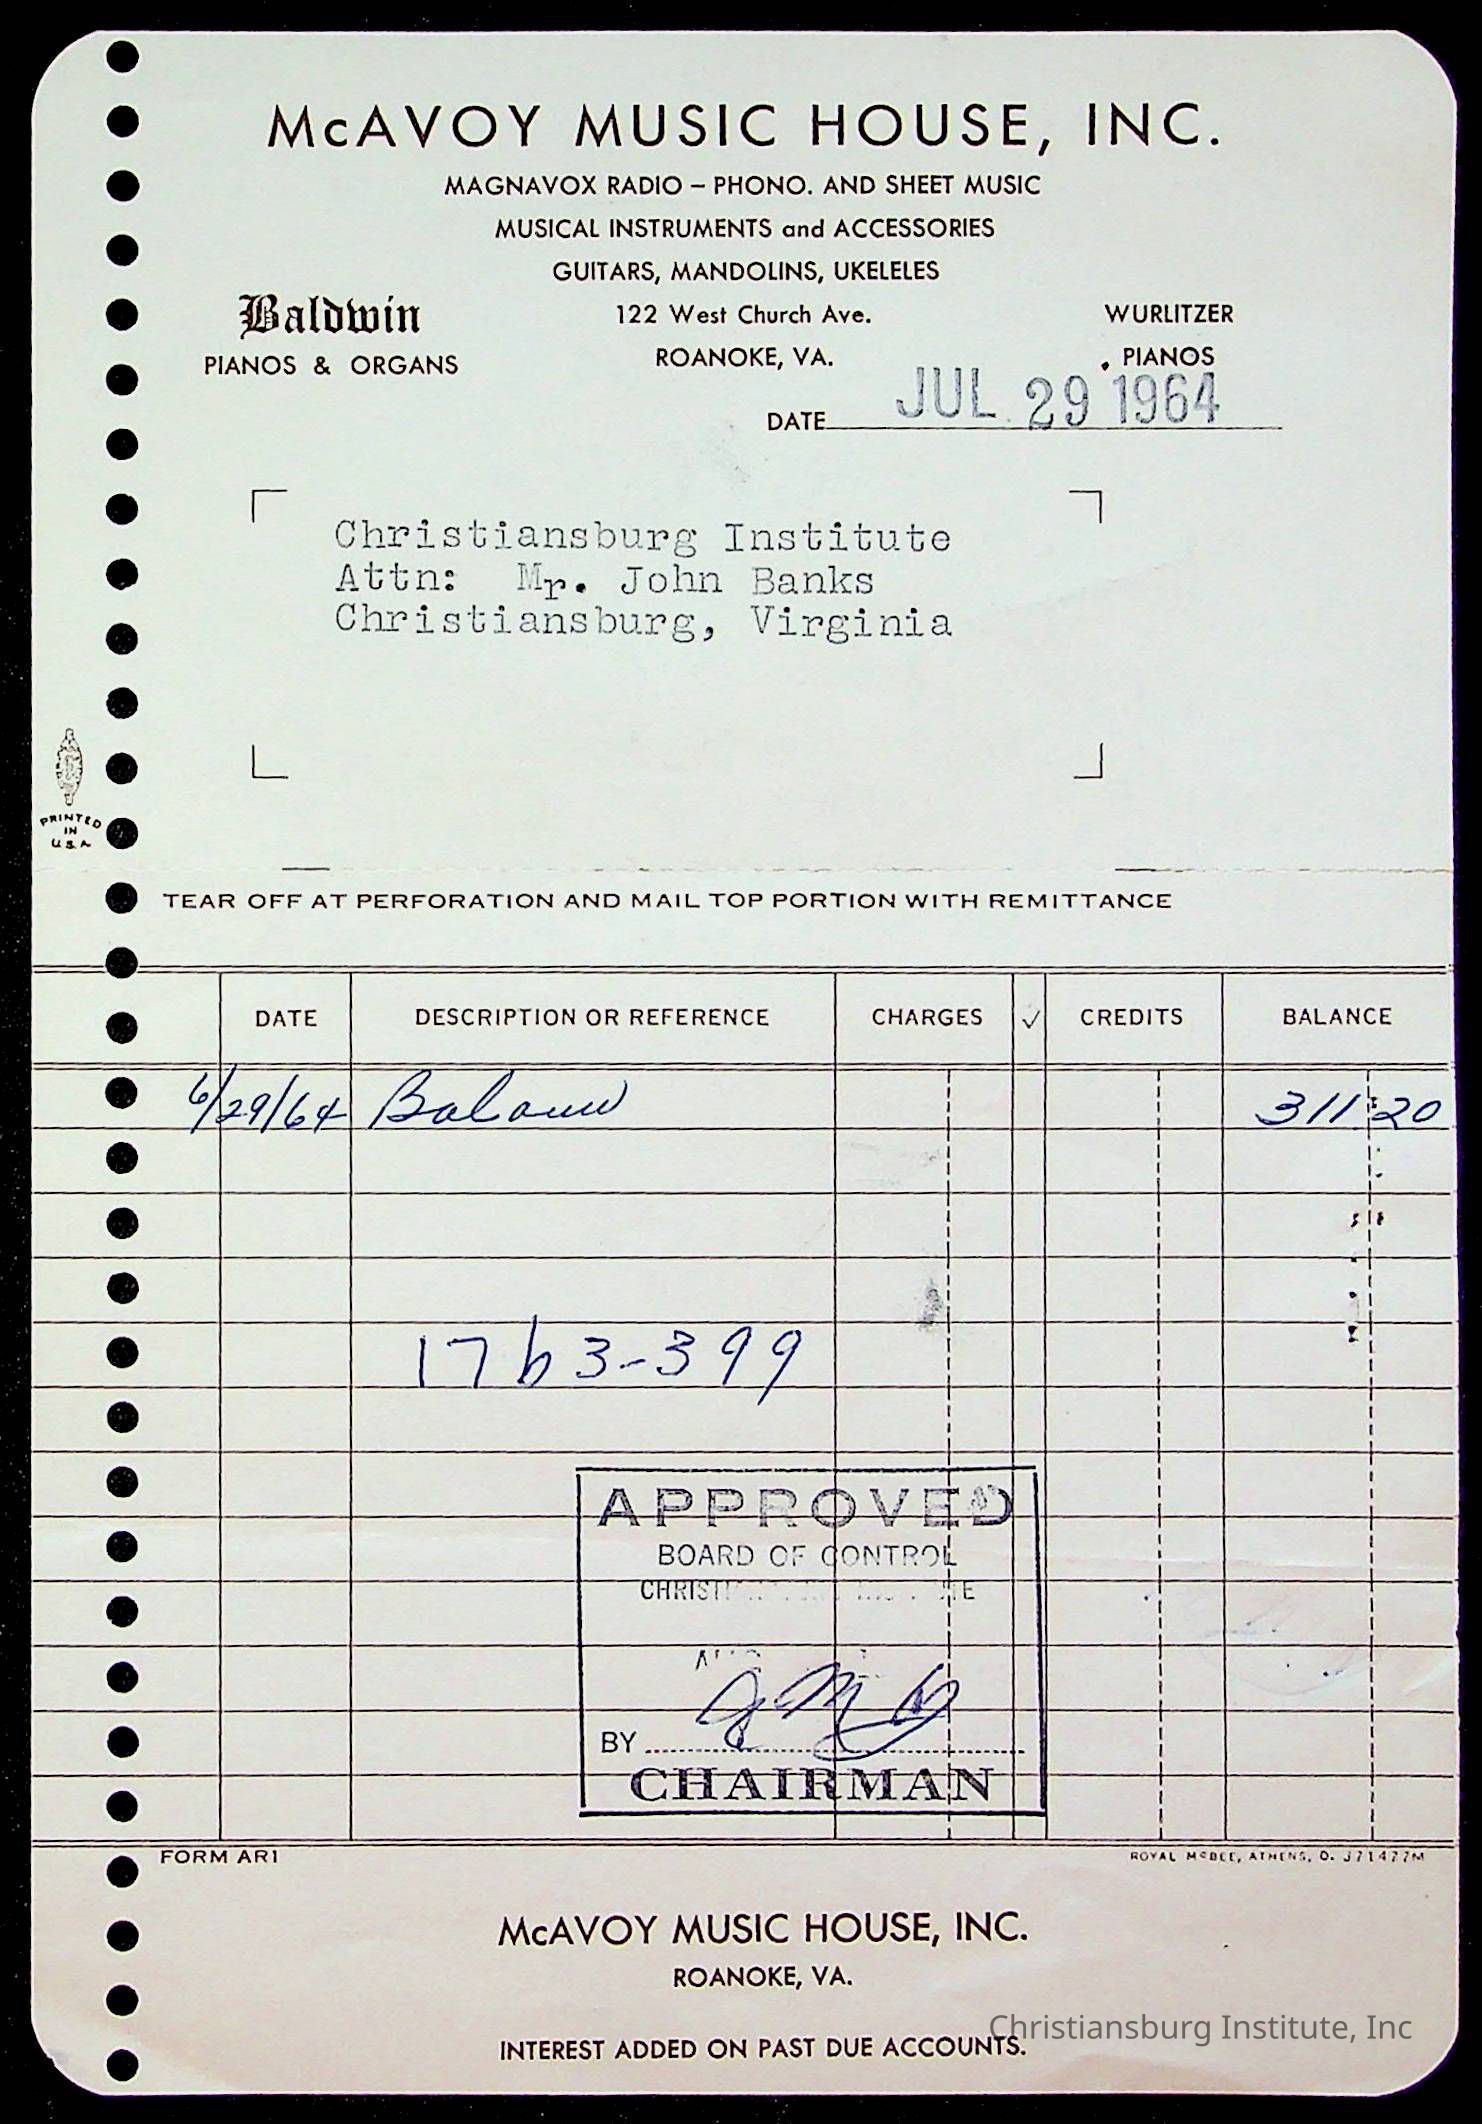 McAVOY MUSIC HOUSE, INC.
MAGNAVOX RADIO – PHONO. AND SHEET MUSIC
MUSICAL INSTRUMENTS and ACCESSORIES
GUITARS, MANDOLINS, UKELELES
Baldwin
PIANOS & ORGANS
122 West Church Ave.
ROANOKE, VA.
WURLITZER
PIANOS
DATE JUL 29 1964
Christiansburg Institute
Attn: Mr. John Banks
Christiansburg, Virginia
PRINTED
IN
U.S.A.
TEAR OFF AT PERFORATION AND MAIL TOP PORTION WITH REMITTANCE
DATE DESCRIPTION OR REFERENCE CHARGES ✓ CREDITS BALANCE
6/29/64 Balance 311 20
1763-399
APPROVED
BOARD OF CONTROL
BY
CHAIRMAN
FORM AR1
ROYAL McBEE, ATHENS, O. J71477M
McAVOY MUSIC HOUSE, INC.
ROANOKE, VA.
Christiansburg Institute, Inc
INTEREST ADDED ON PAST DUE ACCOUNTS.